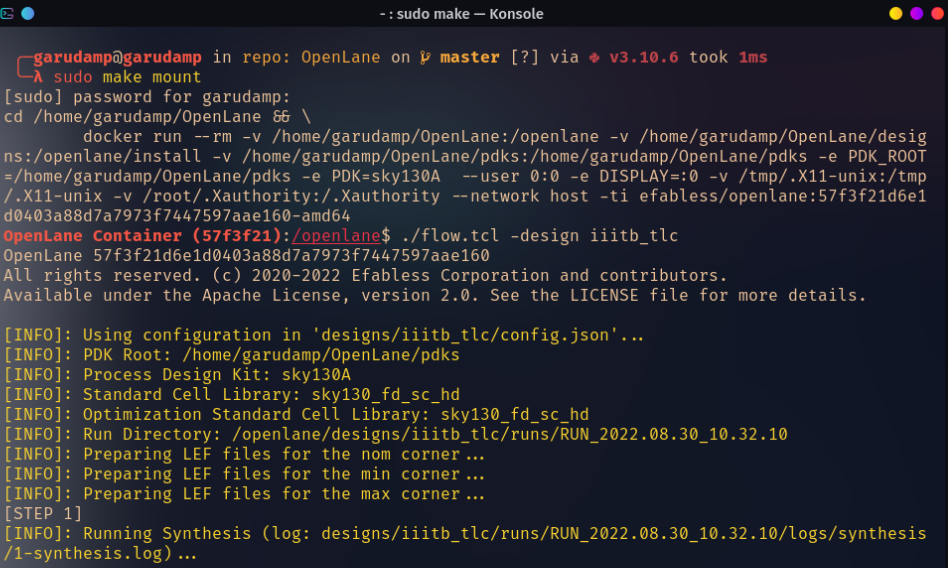 - : sudo make — Konsole
garudamp@garudamp in repo: OpenLane on master [?] via v3.10.6 took 1ms
λ sudo make mount
[sudo] password for garudamp:
cd /home/garudamp/OpenLane && \
docker run --rm -v /home/garudamp/OpenLane:/openlane -v /home/garudamp/OpenLane/desig
ns:/openlane/install -v /home/garudamp/OpenLane/pdks:/home/garudamp/OpenLane/pdks -e PDK_ROOT
=/home/garudamp/OpenLane/pdks -e PDK=sky130A  --user 0:0 -e DISPLAY=:0 -v /tmp/.X11-unix:/tmp
/.X11-unix -v /root/.Xauthority:/.Xauthority --network host -ti efabless/openlane:57f3f21d6e1
d0403a88d7a7973f7447597aae160-amd64
OpenLane Container (57f3f21):/openlane$ ./flow.tcl -design iiitb_tlc
OpenLane 57f3f21d6e1d0403a88d7a7973f7447597aae160
All rights reserved. (c) 2020-2022 Efabless Corporation and contributors.
Available under the Apache License, version 2.0. See the LICENSE file for more details.
[INFO]: Using configuration in 'designs/iiitb_tlc/config.json'...
[INFO]: PDK Root: /home/garudamp/OpenLane/pdks
[INFO]: Process Design Kit: sky130A
[INFO]: Standard Cell Library: sky130_fd_sc_hd
[INFO]: Optimization Standard Cell Library: sky130_fd_sc_hd
[INFO]: Run Directory: /openlane/designs/iiitb_tlc/runs/RUN_2022.08.30_10.32.10
[INFO]: Preparing LEF files for the nom corner...
[INFO]: Preparing LEF files for the min corner...
[INFO]: Preparing LEF files for the max corner...
[STEP 1]
[INFO]: Running Synthesis (log: designs/iiitb_tlc/runs/RUN_2022.08.30_10.32.10/logs/synthesis
/1-synthesis.log)...